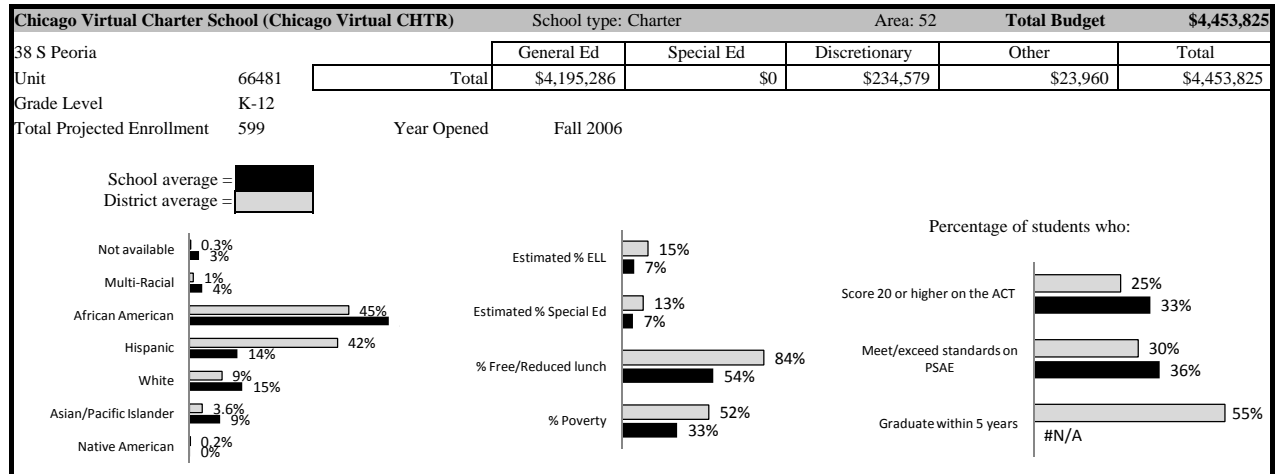 Chicago Virtual Charter School (Chicago Virtual CHTR) School type: Charter Area: 52 Total Budget $4,453,825
38 S Peoria General Ed Special Ed Discretionary Other Total
Unit 66481 Total $4,195,286 $0 $234,579 $23,960 $4,453,825
Grade Level K-12
Total Projected Enrollment 599 Year Opened Fall 2006
School average =
District average =
Not available 0.3%
3%
Multi-Racial 1%
4%
African American 45%
Hispanic 42%
14%
White 9%
15%
Asian/Pacific Islander 3.6%
9%
Native American 0.2%
0%
Estimated % ELL 15%
7%
Estimated % Special Ed 13%
7%
% Free/Reduced lunch 84%
54%
% Poverty 52%
33%
Percentage of students who:
Score 20 or higher on the ACT 25%
33%
Meet/exceed standards on
PSAE
30%
36%
Graduate within 5 years 55%
#N/A